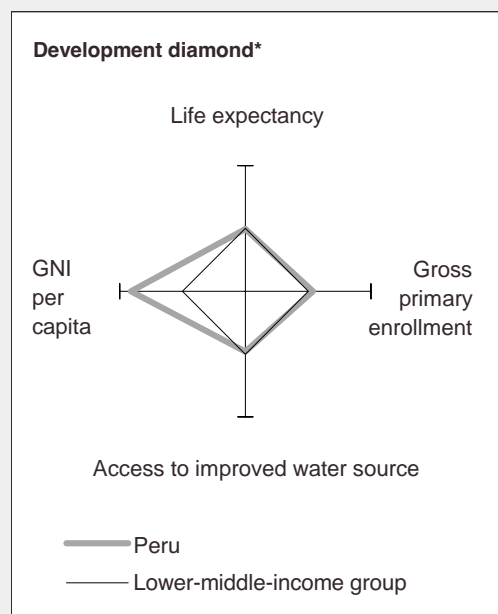 Development diamond*
Life expectancy
GNI
per
capita
Gross
primary
enrollment
Access to improved water source
Peru
Lower-middle-income group